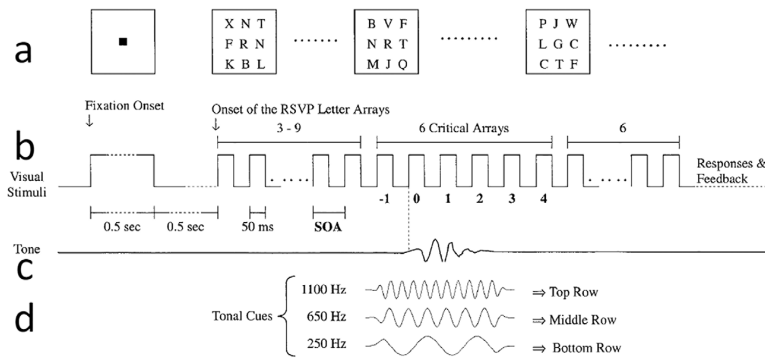 a
X N T
F R N
K B L
B V F
N R T
M J Q
P J W
L G C
C T F
b
Fixation Onset
Onset of the RSVP Letter Arrays
3 - 9
6 Critical Arrays
6
Visual
Stimuli
Responses &
Feedback
-1 0 1 2 3 4
0.5 sec 0.5 sec 50 ms SOA
Tone
c
d
Tonal Cues
1100 Hz ⇒ Top Row
650 Hz ⇒ Middle Row
250 Hz ⇒ Bottom Row